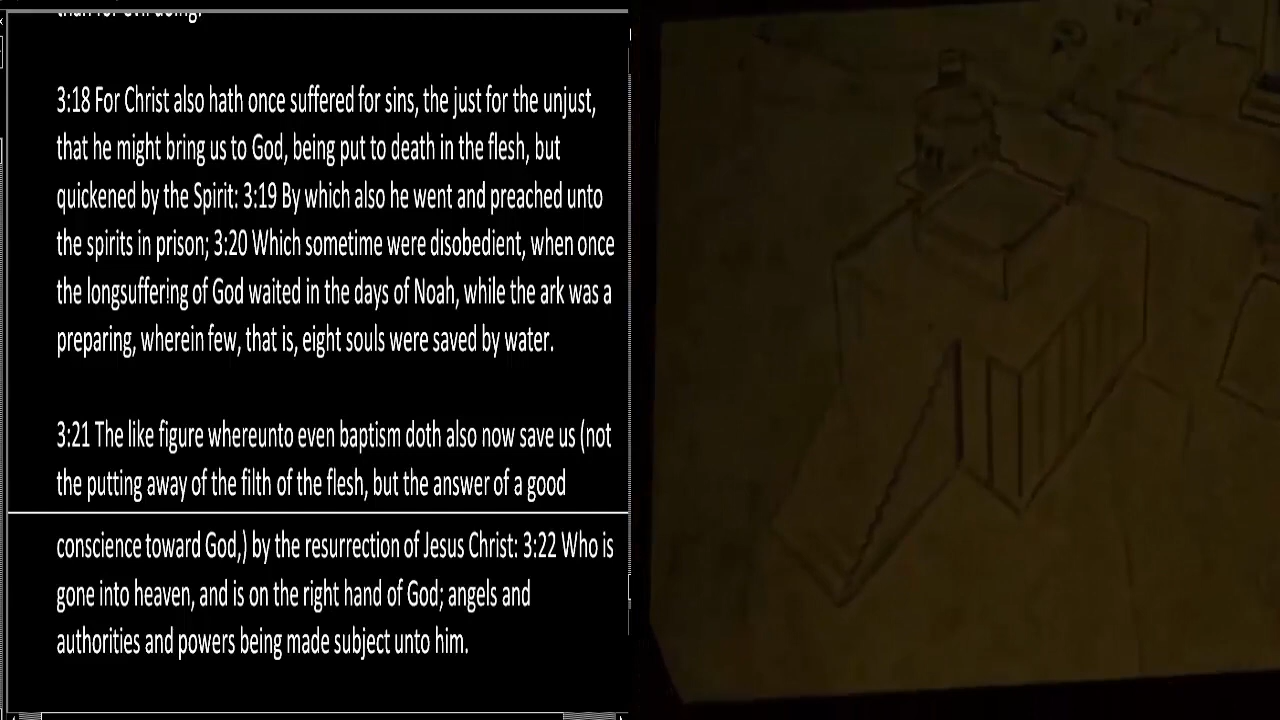 3:18 For Christ also hath once suffered for sins, the just for the unjust,
that he might bring us to God, being put to death in the flesh, but
quickened by the Spirit: 3:19 By which also he went and preached unto
the spirits in prison; 3:20 Which sometime were disobedient, when once
the longsuffering of God waited in the days of Noah, while the ark was a
preparing, wherein few, that is, eight souls were saved by water.
3:21 The like figure whereunto even baptism doth also now save us (not
the putting away of the filth of the flesh, but the answer of a good
conscience toward God,) by the resurrection of Jesus Christ: 3:22 Who is
gone into heaven, and is on the right hand of God; angels and
authorities and powers being made subject unto him.